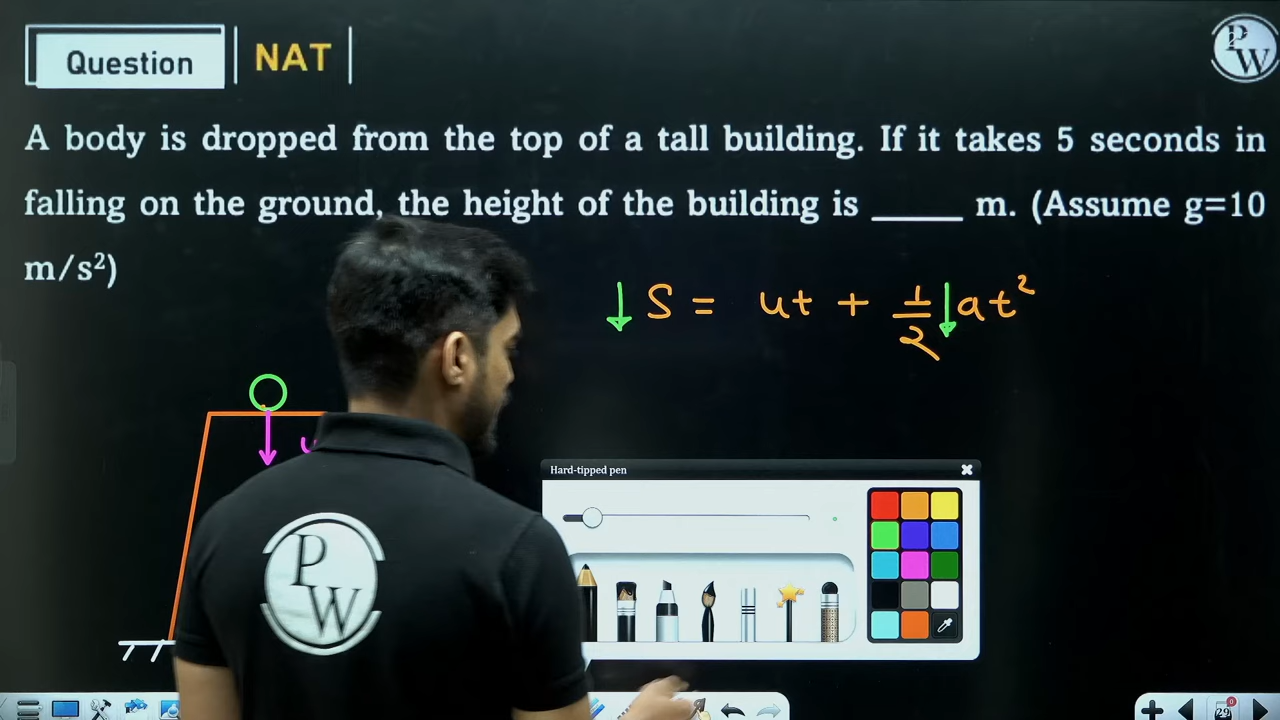 Question NAT
PW
A body is dropped from the top of a tall building. If it takes 5 seconds in
falling on the ground, the height of the building is _____ m. (Assume g=10
m/s²)
↓ S = ut + 1/2 ↓at²
u
Hard-tipped pen
PW
29